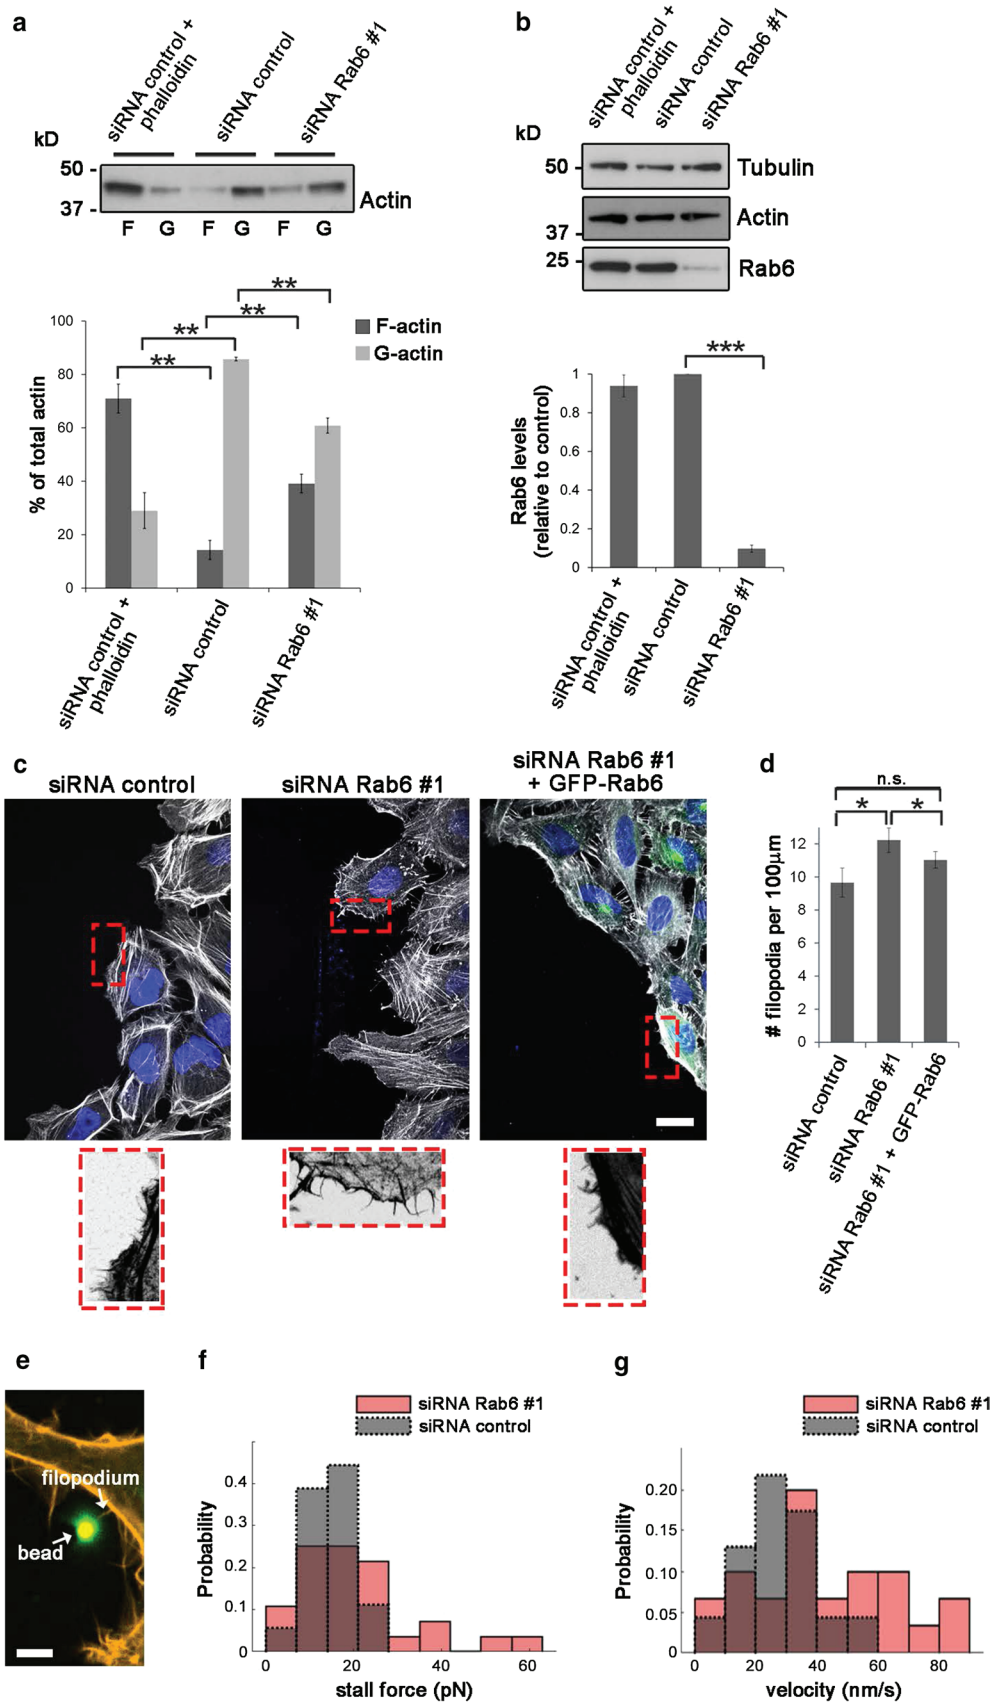 a
siRNA control +
phalloidin
siRNA control
siRNA Rab6 #1
kD
50 -
37 -
Actin
F G F G F G
**
**
**
**
F-actin
G-actin
% of total actin
100
80
60
40
20
0
siRNA control +
phalloidin
siRNA control
siRNA Rab6 #1
b
siRNA control +
phalloidin
siRNA control
siRNA Rab6 #1
kD
50 -
Tubulin
Actin
37 -
25 -
Rab6
***
Rab6 levels
(relative to control)
1
0.8
0.6
0.4
0.2
0
siRNA control +
phalloidin
siRNA control
siRNA Rab6 #1
c
siRNA control
siRNA Rab6 #1
siRNA Rab6 #1
+ GFP-Rab6
d
n.s.
* *
# filopodia per 100µm
12
10
8
6
4
2
0
siRNA control
siRNA Rab6 #1
siRNA Rab6 #1 + GFP-Rab6
e
filopodium
bead
f
siRNA Rab6 #1
siRNA control
Probability
0.4
0.3
0.2
0.1
0
0 20 40 60
stall force (pN)
g
siRNA Rab6 #1
siRNA control
Probability
0.20
0.15
0.10
0.05
0
0 20 40 60 80
velocity (nm/s)